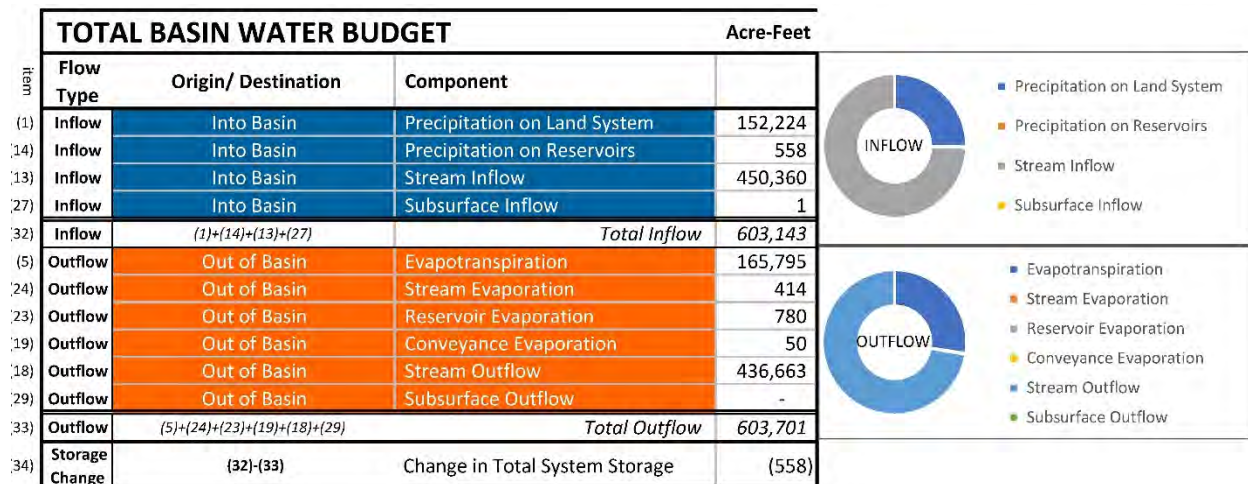 TOTAL BASIN WATER BUDGET Acre-Feet
item Flow Type Origin/ Destination Component
(1) Inflow Into Basin Precipitation on Land System 152,224
14) Inflow Into Basin Precipitation on Reservoirs 558
13) Inflow Into Basin Stream Inflow 450,360
27) Inflow Into Basin Subsurface Inflow 1
32) Inflow (1)+(14)+(13)+(27) Total Inflow 603,143
(5) Outflow Out of Basin Evapotranspiration 165,795
24) Outflow Out of Basin Stream Evaporation 414
23) Outflow Out of Basin Reservoir Evaporation 780
19) Outflow Out of Basin Conveyance Evaporation 50
18) Outflow Out of Basin Stream Outflow 436,663
29) Outflow Out of Basin Subsurface Outflow -
33) Outflow (5)+(24)+(23)+(19)+(18)+(29) Total Outflow 603,701
34) Storage Change (32)-(33) Change in Total System Storage (558)
INFLOW
Precipitation on Land System
Precipitation on Reservoirs
Stream Inflow
Subsurface Inflow
OUTFLOW
Evapotranspiration
Stream Evaporation
Reservoir Evaporation
Conveyance Evaporation
Stream Outflow
Subsurface Outflow